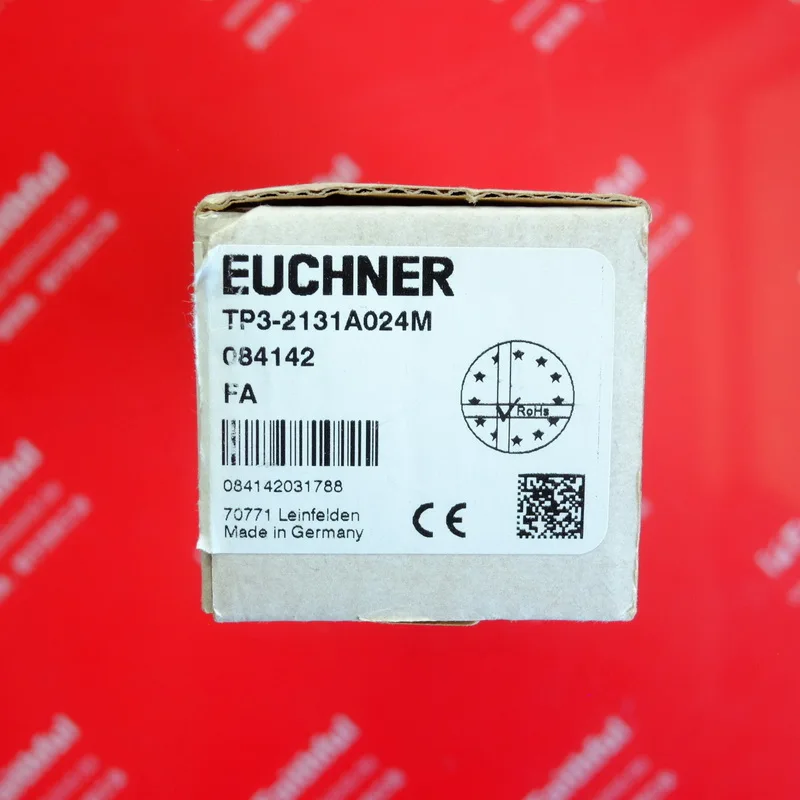 EUCHNER
TP3-2131A024M
084142
FA
RoHs
084142031788
70771 Leinfelden
Made in Germany
CE